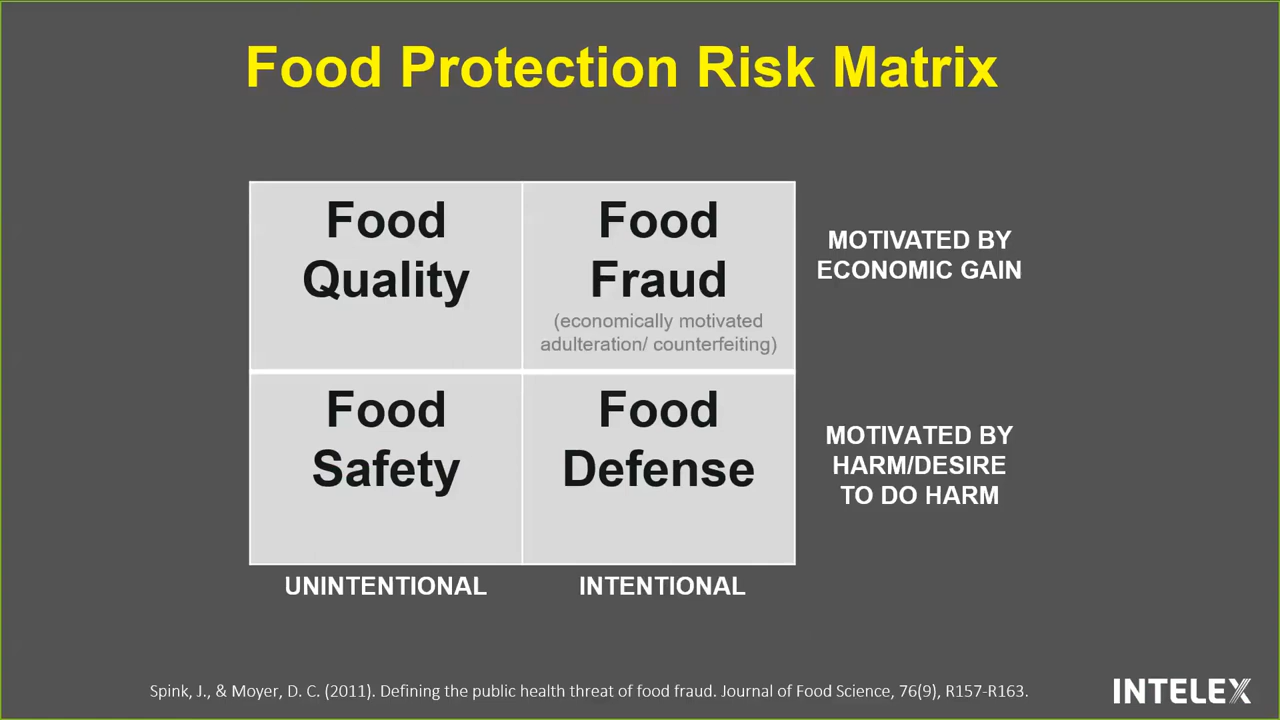 Food Protection Risk Matrix
Food
Quality
Food
Fraud
(economically motivated
adulteration/ counterfeiting)
MOTIVATED BY
ECONOMIC GAIN
Food
Safety
Food
Defense
MOTIVATED BY
HARM/DESIRE
TO DO HARM
UNINTENTIONAL
INTENTIONAL
Spink, J., & Moyer, D. C. (2011). Defining the public health threat of food fraud. Journal of Food Science, 76(9), R157-R163.
INTELEX